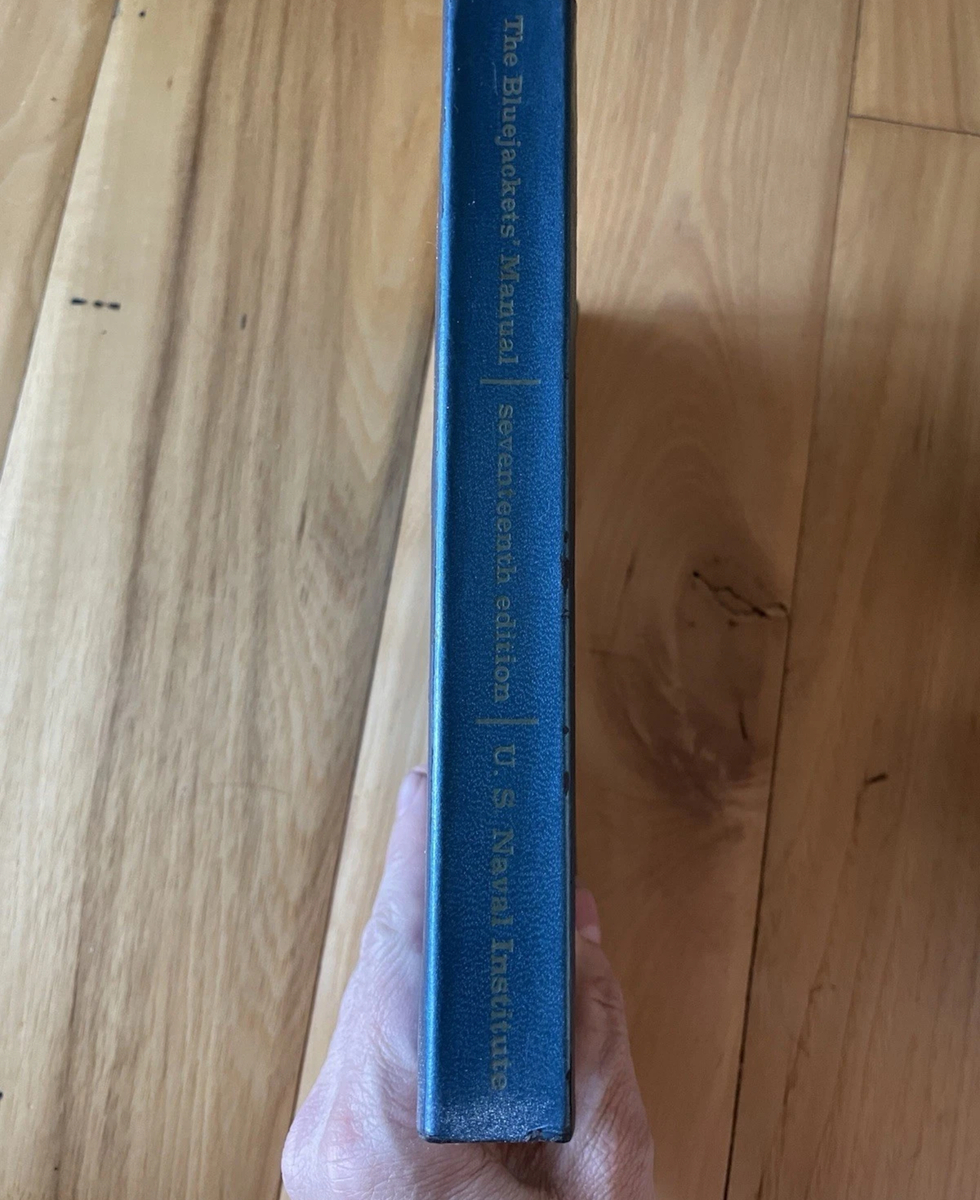 The Bluejackets' Manual | seventeenth edition | U. S. Naval Institute